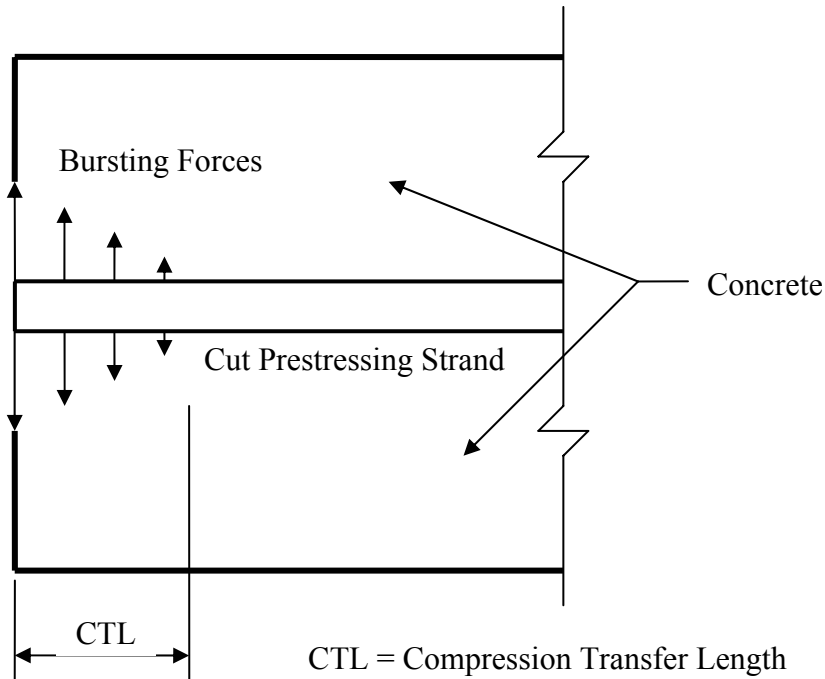 Bursting Forces
Concrete
Cut Prestressing Strand
CTL
CTL = Compression Transfer Length